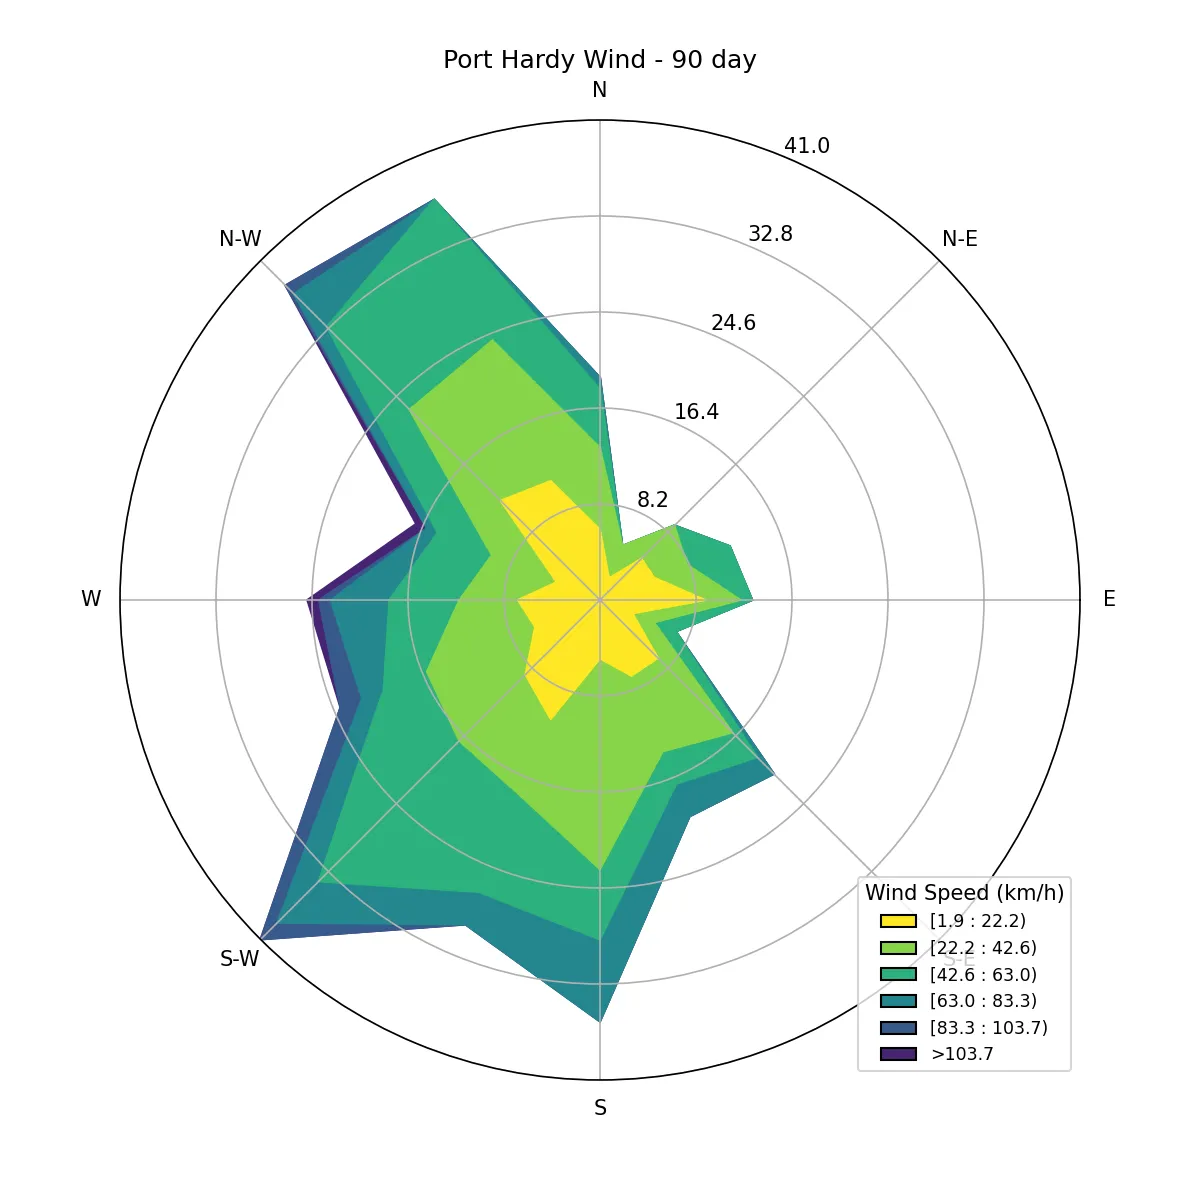 Port Hardy Wind - 90 day
N
41.0
N-W
32.8
N-E
24.6
16.4
8.2
W
E
Wind Speed (km/h)
[1.9 : 22.2)
[22.2 : 42.6)
S-W
S-E
[42.6 : 63.0)
[63.0 : 83.3)
[83.3 : 103.7)
>103.7
S